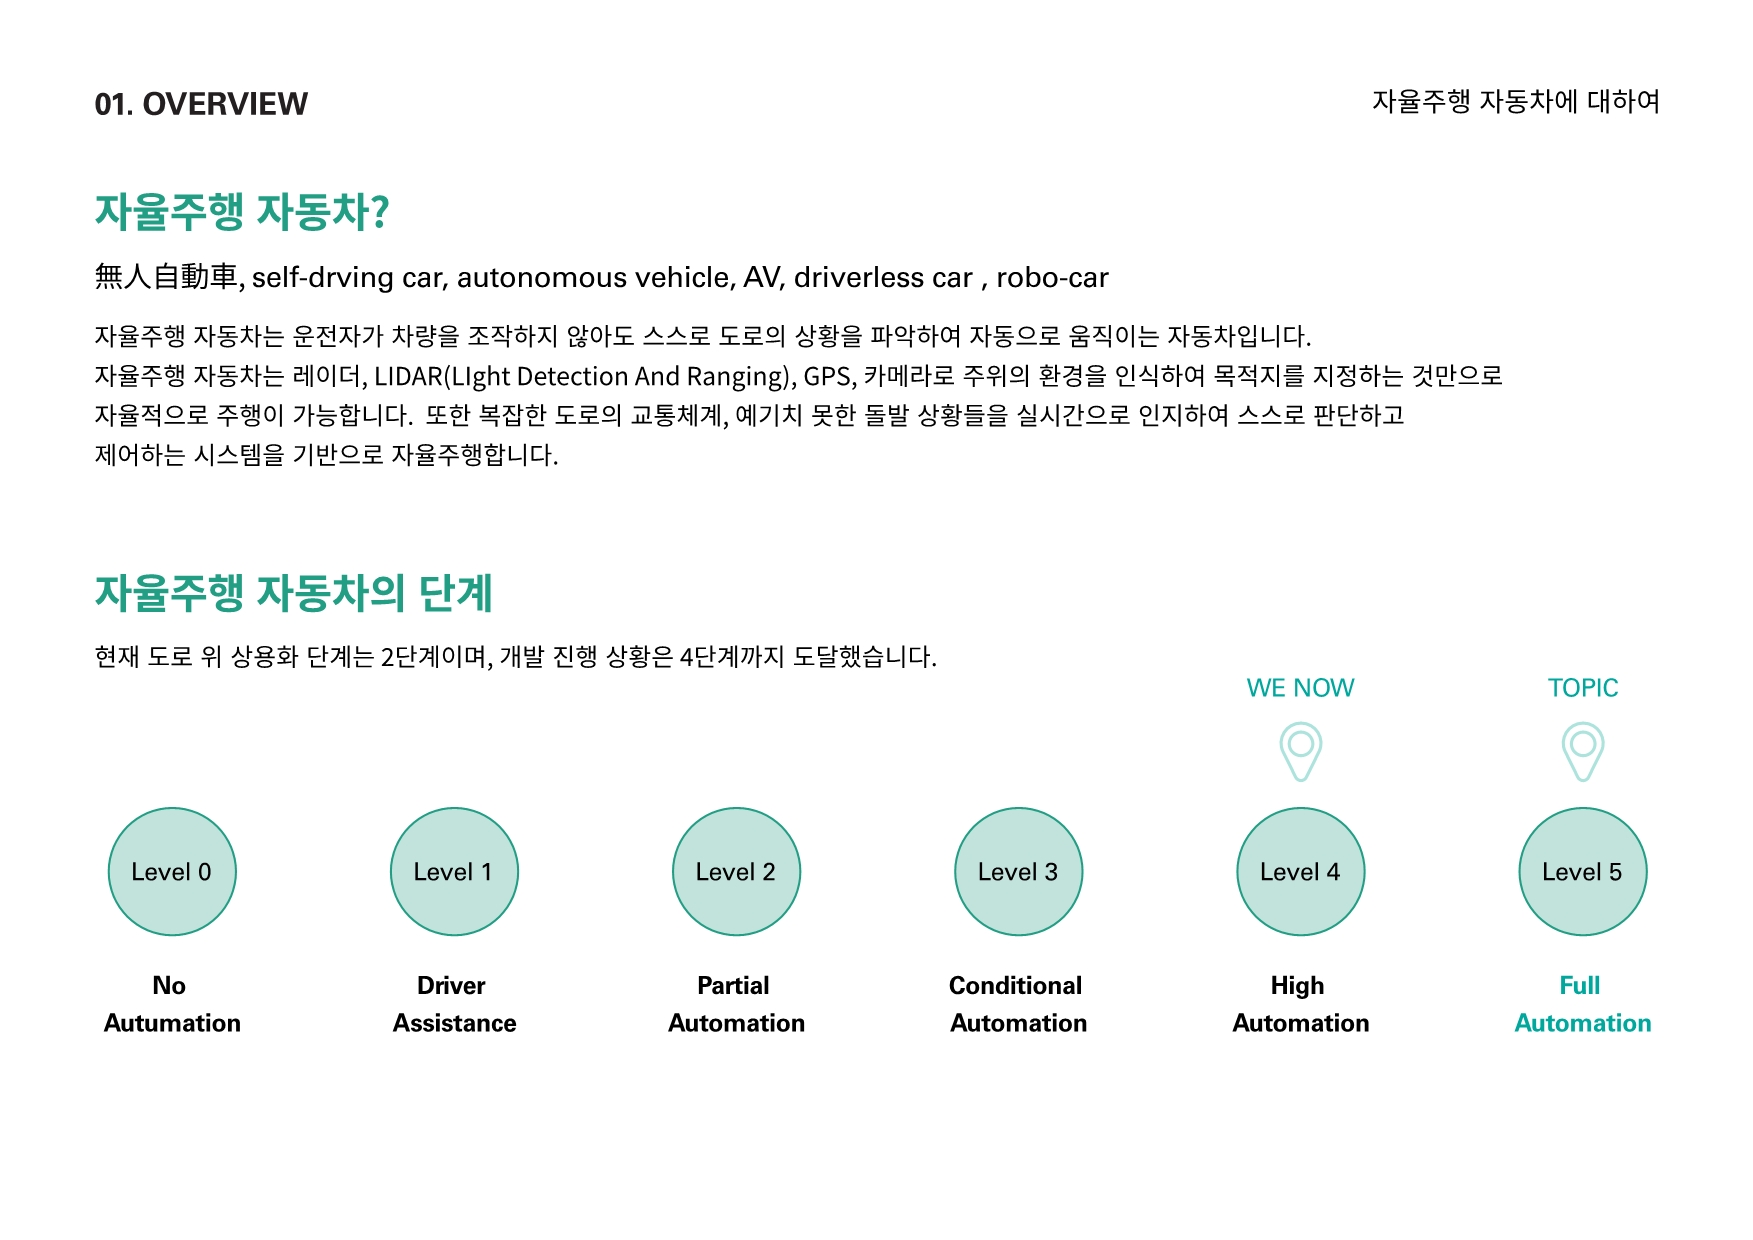 01. OVERVIEW
자율주행 자동차에 대하여
자율주행 자동차?
無人自動車, self-drving car, autonomous vehicle, AV, driverless car , robo-car
자율주행 자동차는 운전자가 차량을 조작하지 않아도 스스로 도로의 상황을 파악하여 자동으로 움직이는 자동차입니다.
자율주행 자동차는 레이더, LIDAR(LIght Detection And Ranging), GPS, 카메라로 주위의 환경을 인식하여 목적지를 지정하는 것만으로
자율적으로 주행이 가능합니다. 또한 복잡한 도로의 교통체계, 예기치 못한 돌발 상황들을 실시간으로 인지하여 스스로 판단하고
제어하는 시스템을 기반으로 자율주행합니다.
자율주행 자동차의 단계
현재 도로 위 상용화 단계는 2단계이며, 개발 진행 상황은 4단계까지 도달했습니다.
WE NOW
TOPIC
Level 0
Level 1
Level 2
Level 3
Level 4
Level 5
No
Autumation
Driver
Assistance
Partial
Automation
Conditional
Automation
High
Automation
Full
Automation